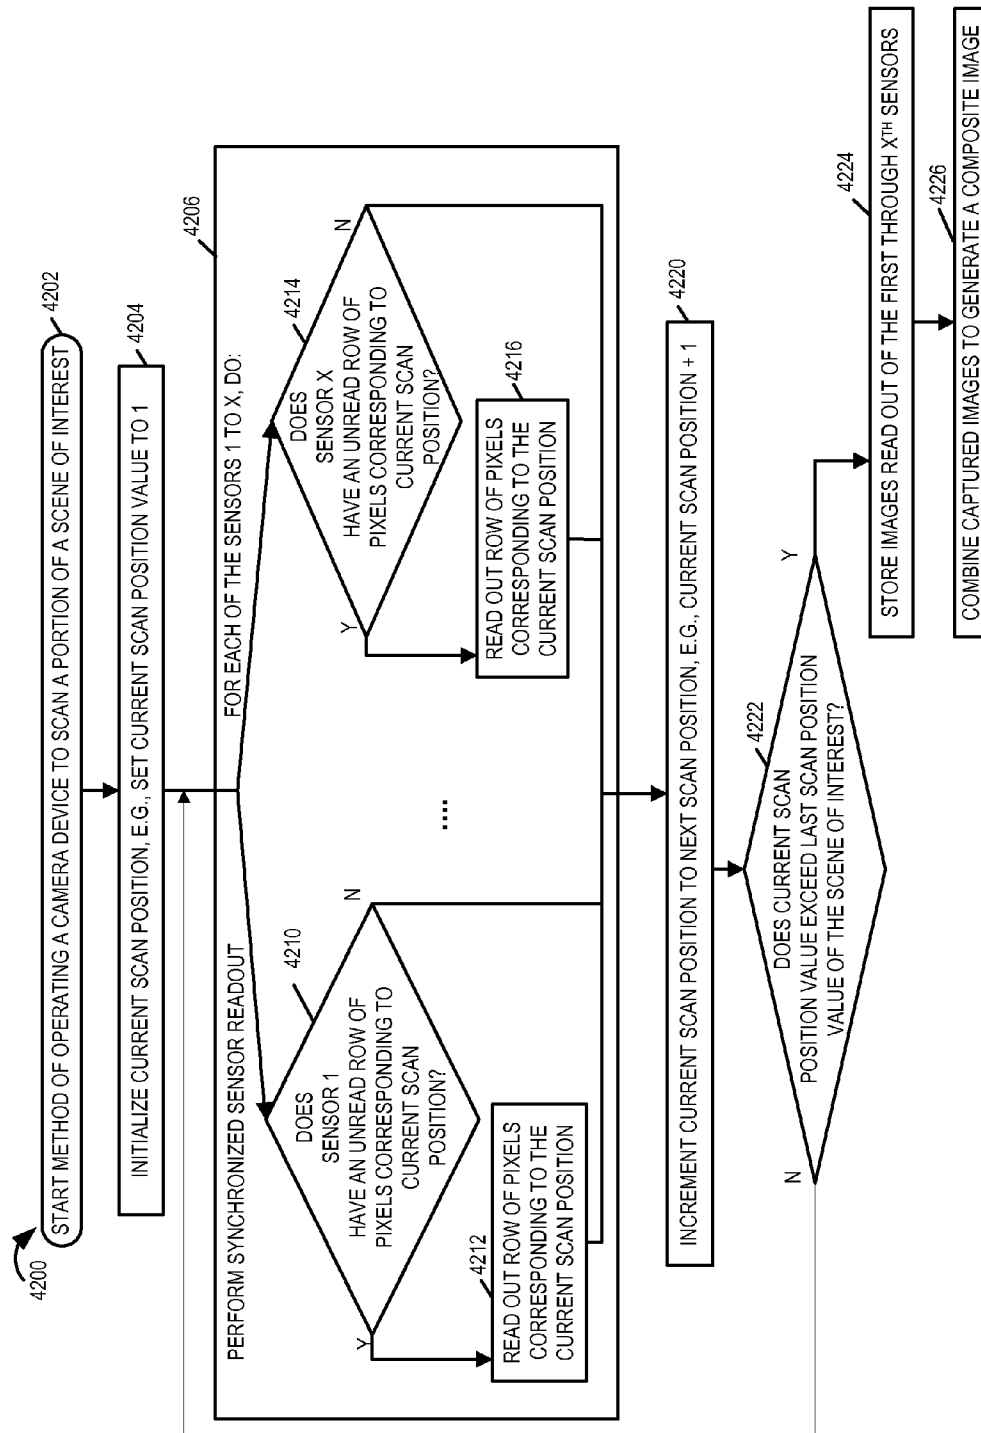 4200
START METHOD OF OPERATING A CAMERA DEVICE TO SCAN A PORTION OF A SCENE OF INTEREST
4202
INITIALIZE CURRENT SCAN POSITION, E.G., SET CURRENT SCAN POSITION VALUE TO 1
4204
4206
PERFORM SYNCHRONIZED SENSOR READOUT
FOR EACH OF THE SENSORS 1 TO X, DO:
4210
DOES
SENSOR 1
HAVE AN UNREAD ROW OF
PIXELS CORRESPONDING TO
CURRENT SCAN
POSITION?
Y
N
4212
READ OUT ROW OF PIXELS
CORRESPONDING TO THE
CURRENT SCAN POSITION
....
4214
DOES
SENSOR X
HAVE AN UNREAD ROW OF
PIXELS CORRESPONDING TO
CURRENT SCAN
POSITION?
Y
N
4216
READ OUT ROW OF PIXELS
CORRESPONDING TO THE
CURRENT SCAN POSITION
4220
INCREMENT CURRENT SCAN POSITION TO NEXT SCAN POSITION, E.G., CURRENT SCAN POSITION + 1
4222
DOES CURRENT SCAN
POSITION VALUE EXCEED LAST SCAN POSITION
VALUE OF THE SCENE OF INTEREST?
N
Y
4224
STORE IMAGES READ OUT OF THE FIRST THROUGH XTH SENSORS
4226
COMBINE CAPTURED IMAGES TO GENERATE A COMPOSITE IMAGE